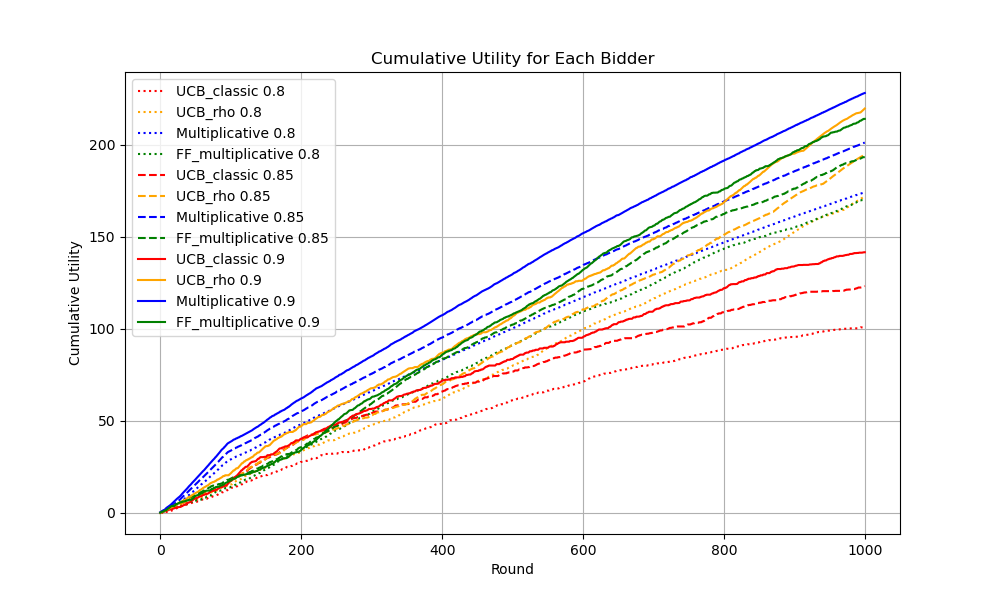 Cumulative Utility for Each Bidder
UCB_classic 0.8
UCB_rho 0.8
Multiplicative 0.8
FF_multiplicative 0.8
UCB_classic 0.85
UCB_rho 0.85
Multiplicative 0.85
FF_multiplicative 0.85
UCB_classic 0.9
UCB_rho 0.9
Multiplicative 0.9
FF_multiplicative 0.9
Cumulative Utility
200
150
100
50
0
0 200 400 600 800 1000
Round